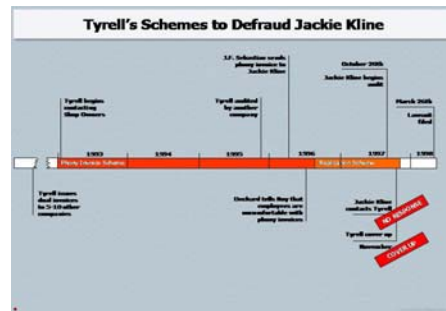 Tyrell's Schemes to Defraud Jackie Kline
J.F. Sebastian sends
phony invoice to
Jackie Kline
October 20th
Jackie Kline begins
audit
March 26th
Lawsuit
filed
Tyrell begins
contacting
Shop Owners
Tyrell audited
by another
company
1993
1994
1995
1996
1997
1998
Phony Invoice Scheme
Scheme
Tyrell issues
dual invoices
to 5-10 other
companies
Deckard tells Roy that
employees are
uncomfortable with
phony invoices
Jackie Kline
contacts Tyrell
NO RESPONSE
Tyrell cover up
November
COVER UP